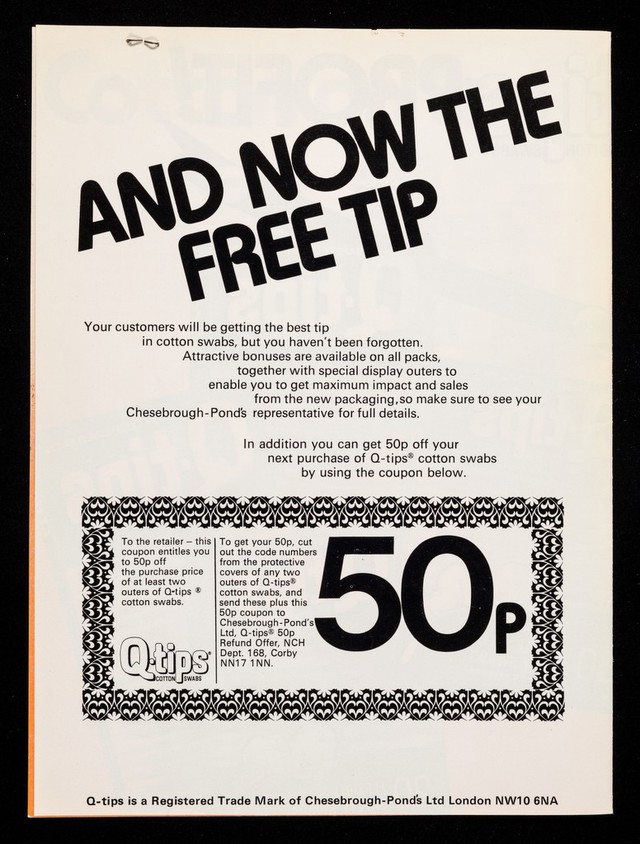 AND NOW THE
FREE TIP
Your customers will be getting the best tip
in cotton swabs, but you haven't been forgotten.
Attractive bonuses are available on all packs,
together with special display outers to
enable you to get maximum impact and sales
from the new packaging,so make sure to see your
Chesebrough-Pond's representative for full details.
In addition you can get 50p off your
next purchase of Q-tips® cotton swabs
by using the coupon below.
To the retailer – this
coupon entitles you
to 50p off
the purchase price
of at least two
outers of Q-tips ®
cotton swabs.
Q-tips®
COTTON SWABS
To get your 50p, cut
out the code numbers
from the protective
covers of any two
outers of Q-tips®
cotton swabs, and
send these plus this
50p coupon to
Chesebrough-Pond's
Ltd, Q-tips® 50p
Refund Offer, NCH
Dept. 168, Corby
NN17 1NN.
50P
Q-tips is a Registered Trade Mark of Chesebrough-Pond's Ltd London NW10 6NA